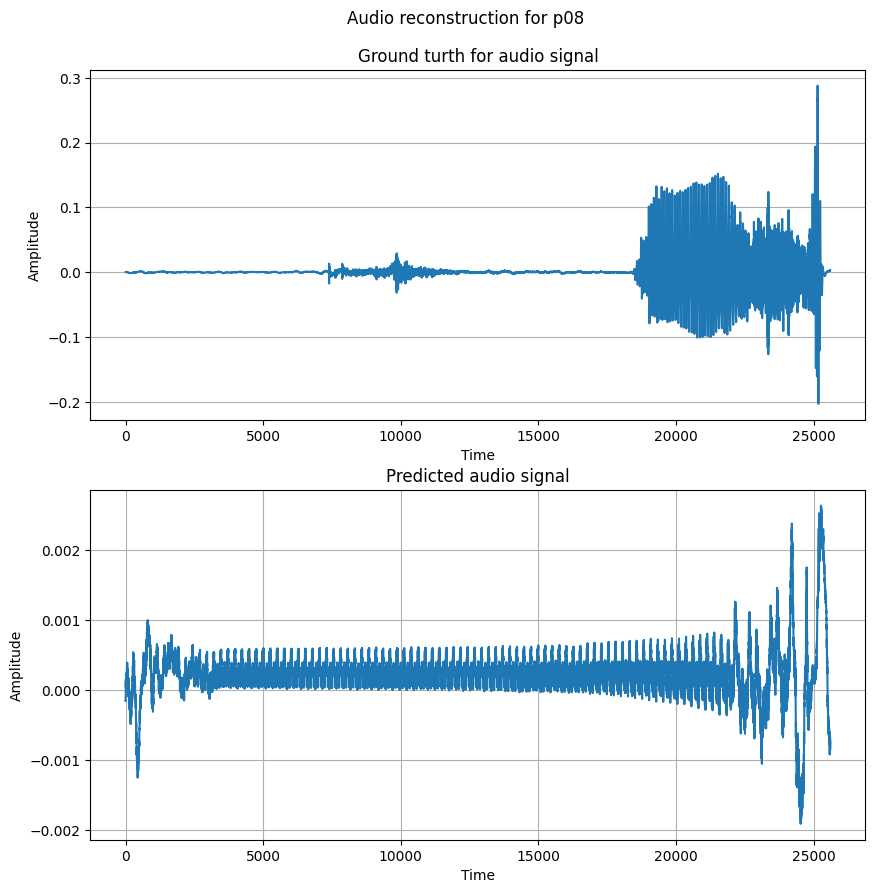 Audio reconstruction for p08
Ground turth for audio signal
0.3
0.2
0.1
0.0
−0.1
−0.2
Amplitude
0 5000 10000 15000 20000 25000
Time
Predicted audio signal
0.002
0.001
0.000
−0.001
−0.002
Amplitude
0 5000 10000 15000 20000 25000
Time